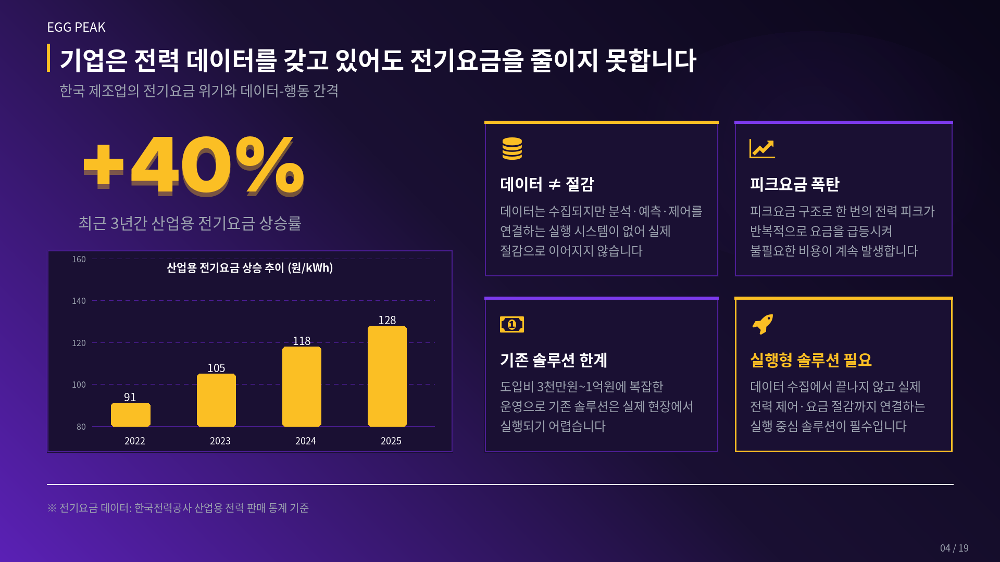 EGG PEAK
기업은 전력 데이터를 갖고 있어도 전기요금을 줄이지 못합니다
한국 제조업의 전기요금 위기와 데이터-행동 간격
+40%
최근 3년간 산업용 전기요금 상승률
산업용 전기요금 상승 추이 (원/kWh)
160
140
120
100
80
91
105
118
128
2022
2023
2024
2025
데이터 ≠ 절감
데이터는 수집되지만 분석·예측·제어를
연결하는 실행 시스템이 없어 실제
절감으로 이어지지 않습니다
피크요금 폭탄
피크요금 구조로 한 번의 전력 피크가
반복적으로 요금을 급등시켜
불필요한 비용이 계속 발생합니다
1
기존 솔루션 한계
도입비 3천만원~1억원에 복잡한
운영으로 기존 솔루션은 실제 현장에서
실행되기 어렵습니다
실행형 솔루션 필요
데이터 수집에서 끝나지 않고 실제
전력 제어·요금 절감까지 연결하는
실행 중심 솔루션이 필수입니다
※ 전기요금 데이터: 한국전력공사 산업용 전력 판매 통계 기준
04 / 19